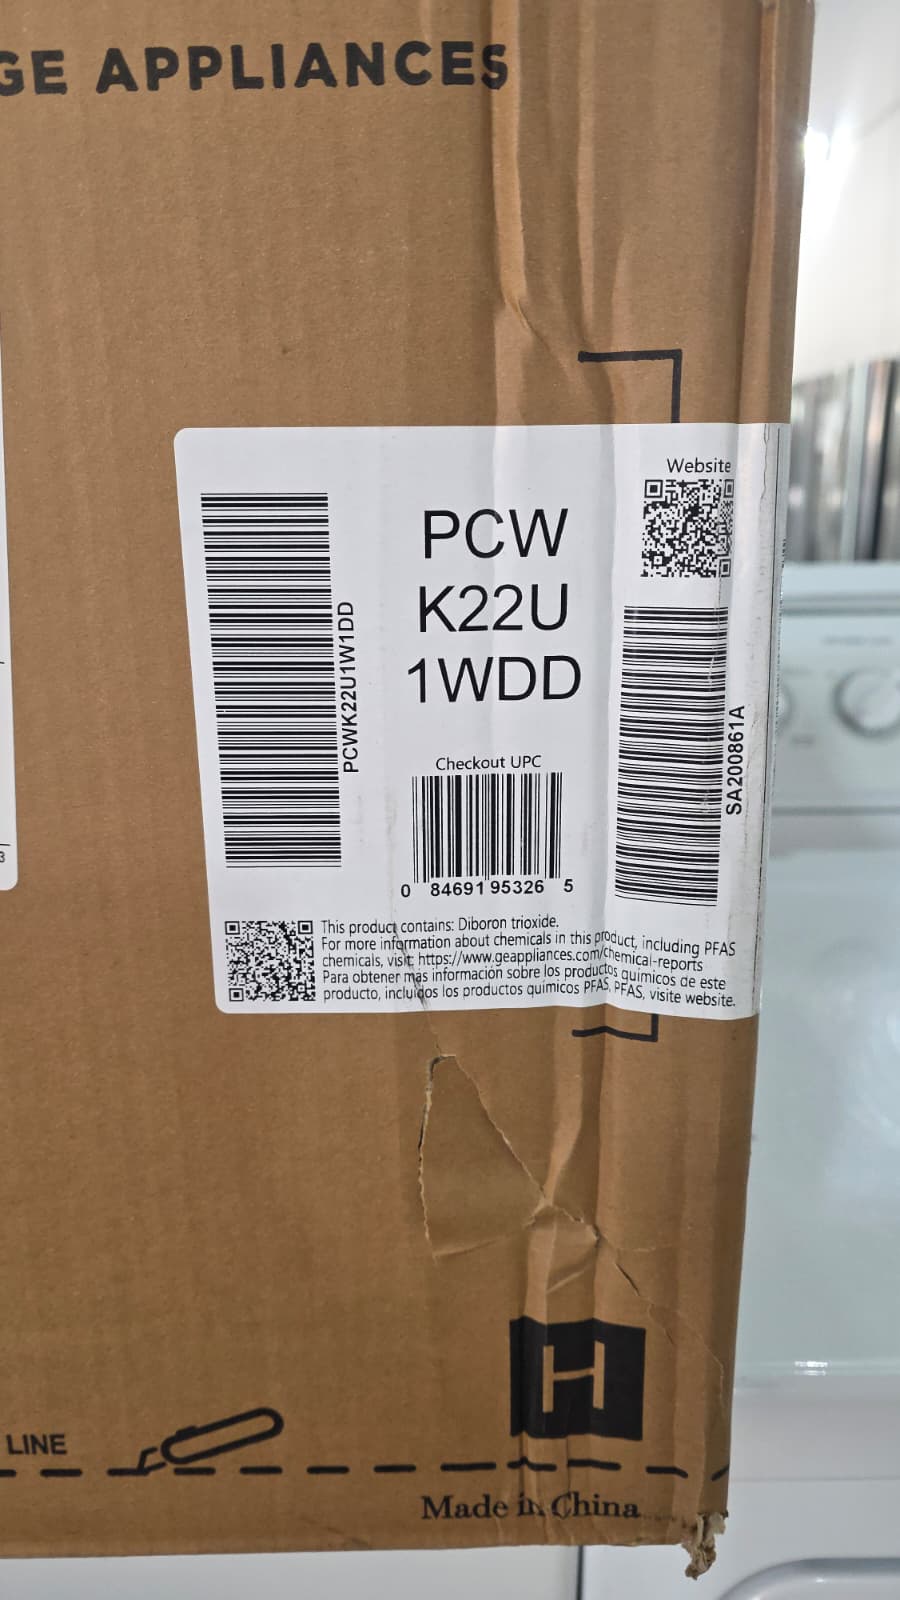 GE APPLIANCES
Website
PCW
K22U
1WDD
PCWK22U1W1DD
SA200861A
Checkout UPC
0 84691 95326 5
This product contains: Diboron trioxide.
For more information about chemicals in this product, including PFAS
chemicals, visit: https://www.geappliances.com/chemical-reports
Para obtener mas información sobre los productos quimicos de este
producto, incluidos los productos quimicos PFAS, PFAS, visite website.
3
H
LINE
Made in China